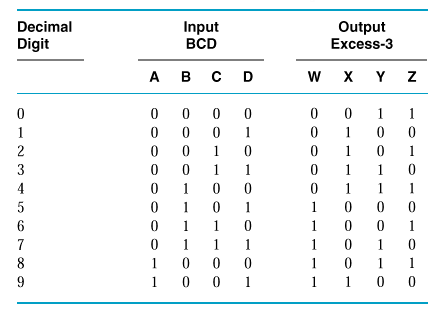 Decimal Input Output
Digit BCD Excess-3
A B C D W X Y Z
0 0 0 0 0 0 0 1 1
1 0 0 0 1 0 1 0 0
2 0 0 1 0 0 1 0 1
3 0 0 1 1 0 1 1 0
4 0 1 0 0 0 1 1 1
5 0 1 0 1 1 0 0 0
6 0 1 1 0 1 0 0 1
7 0 1 1 1 1 0 1 0
8 1 0 0 0 1 0 1 1
9 1 0 0 1 1 1 0 0